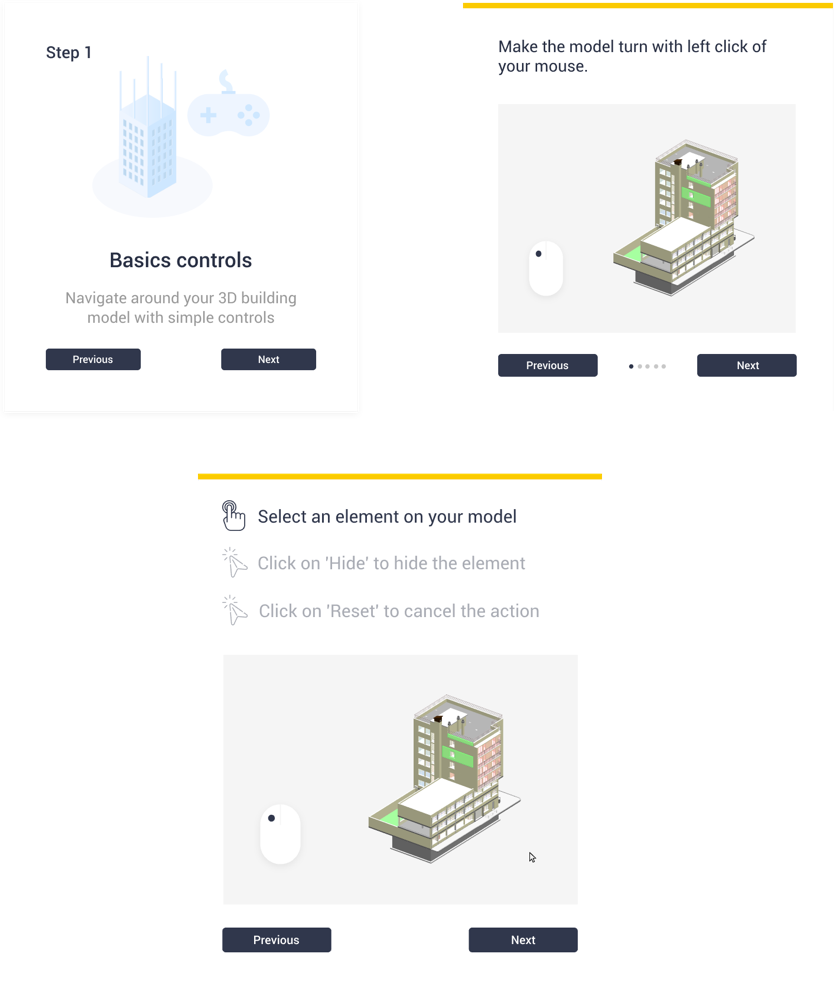 Step 1
Basics controls
Navigate around your 3D building
model with simple controls
Previous
Next
Make the model turn with left click of
your mouse.
Previous
Next
Select an element on your model
Click on 'Hide' to hide the element
Click on 'Reset' to cancel the action
Previous
Next